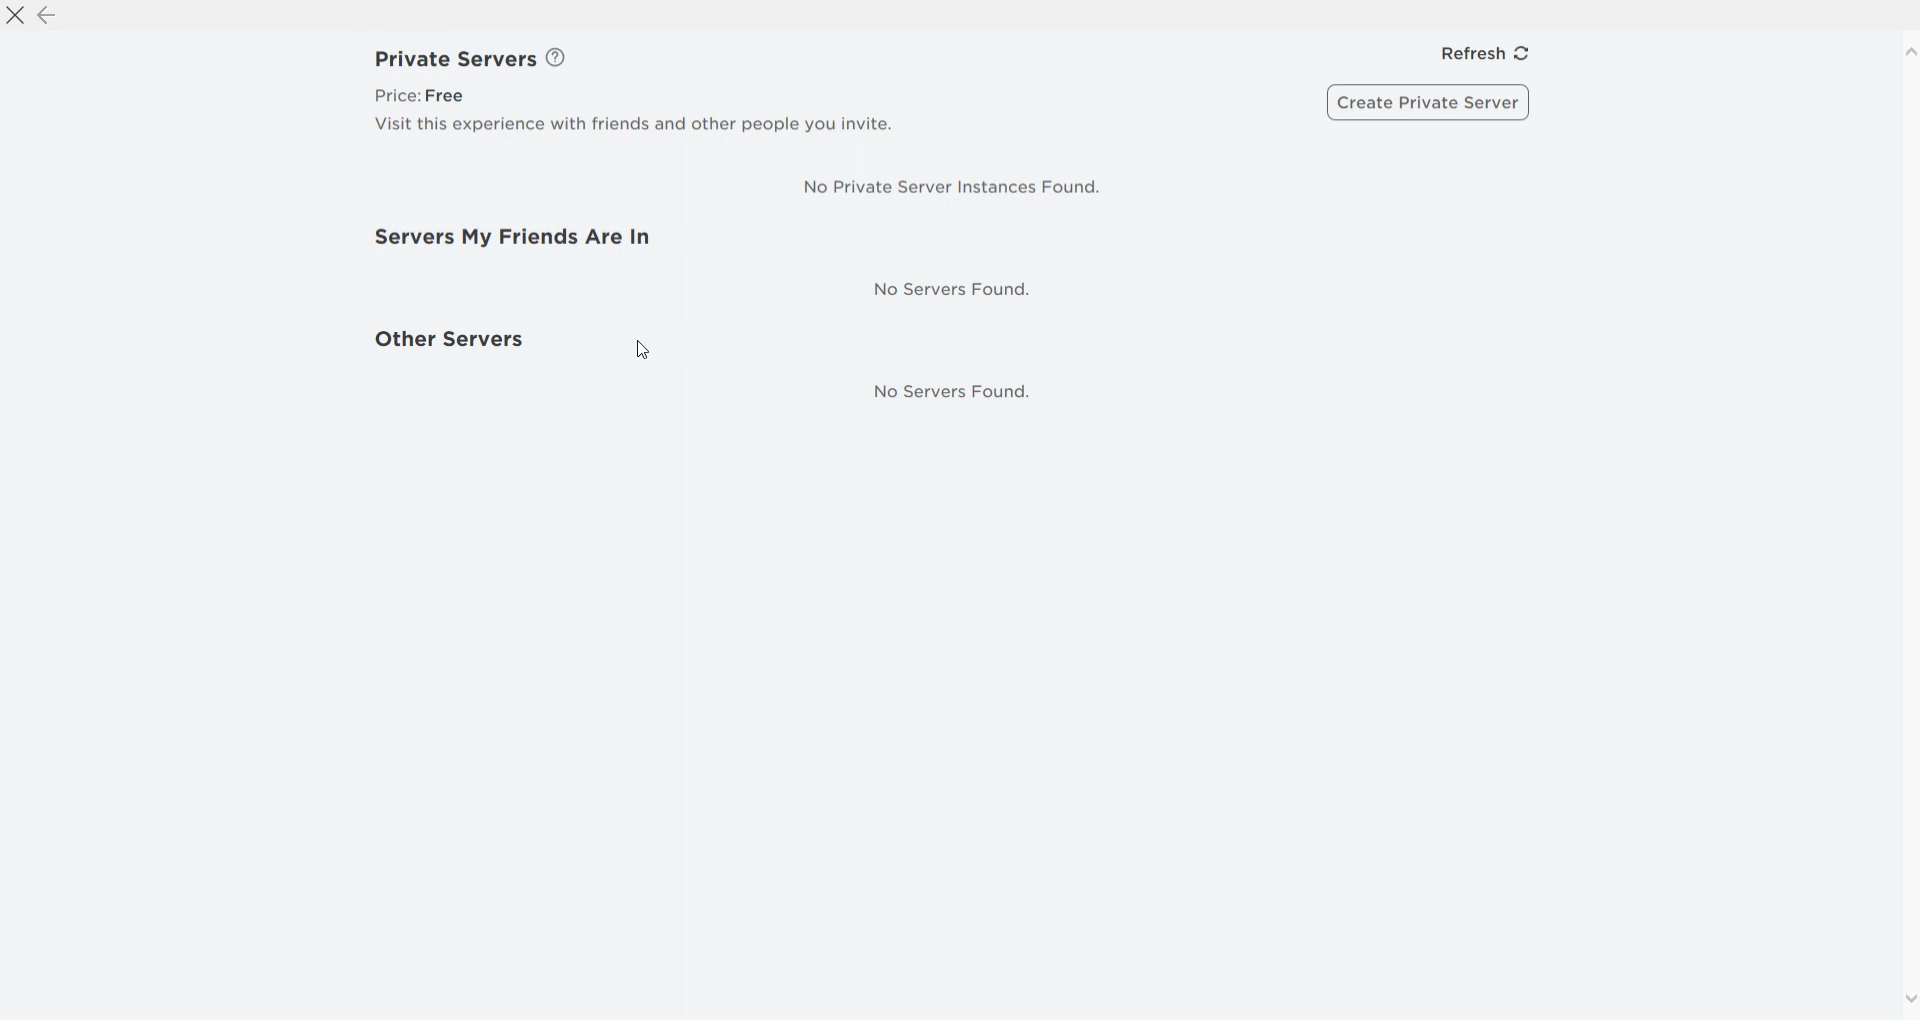 Private Servers
Refresh
Price: Free
Create Private Server
Visit this experience with friends and other people you invite.
No Private Server Instances Found.
Servers My Friends Are In
No Servers Found.
Other Servers
No Servers Found.